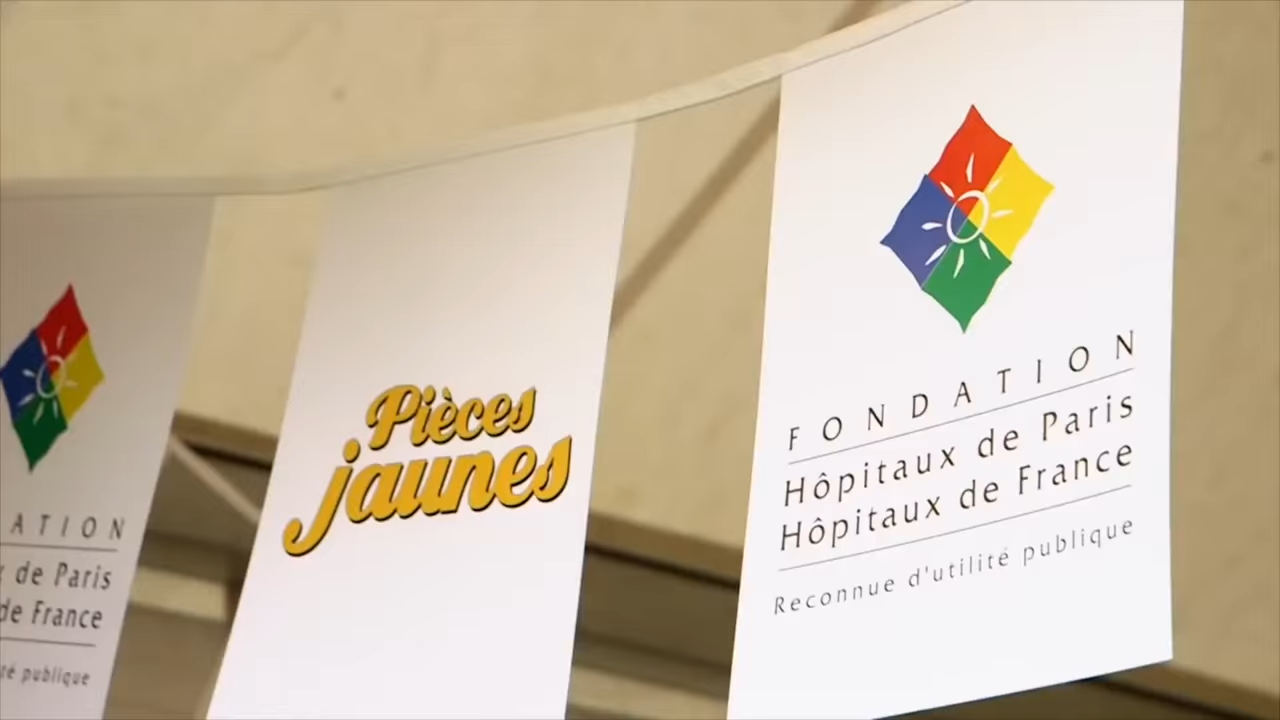 ATION
de Paris
de France
publique
Pièces
jaunes
FONDATION
Hôpitaux de Paris
Hôpitaux de France
Reconnue d'utilité publique